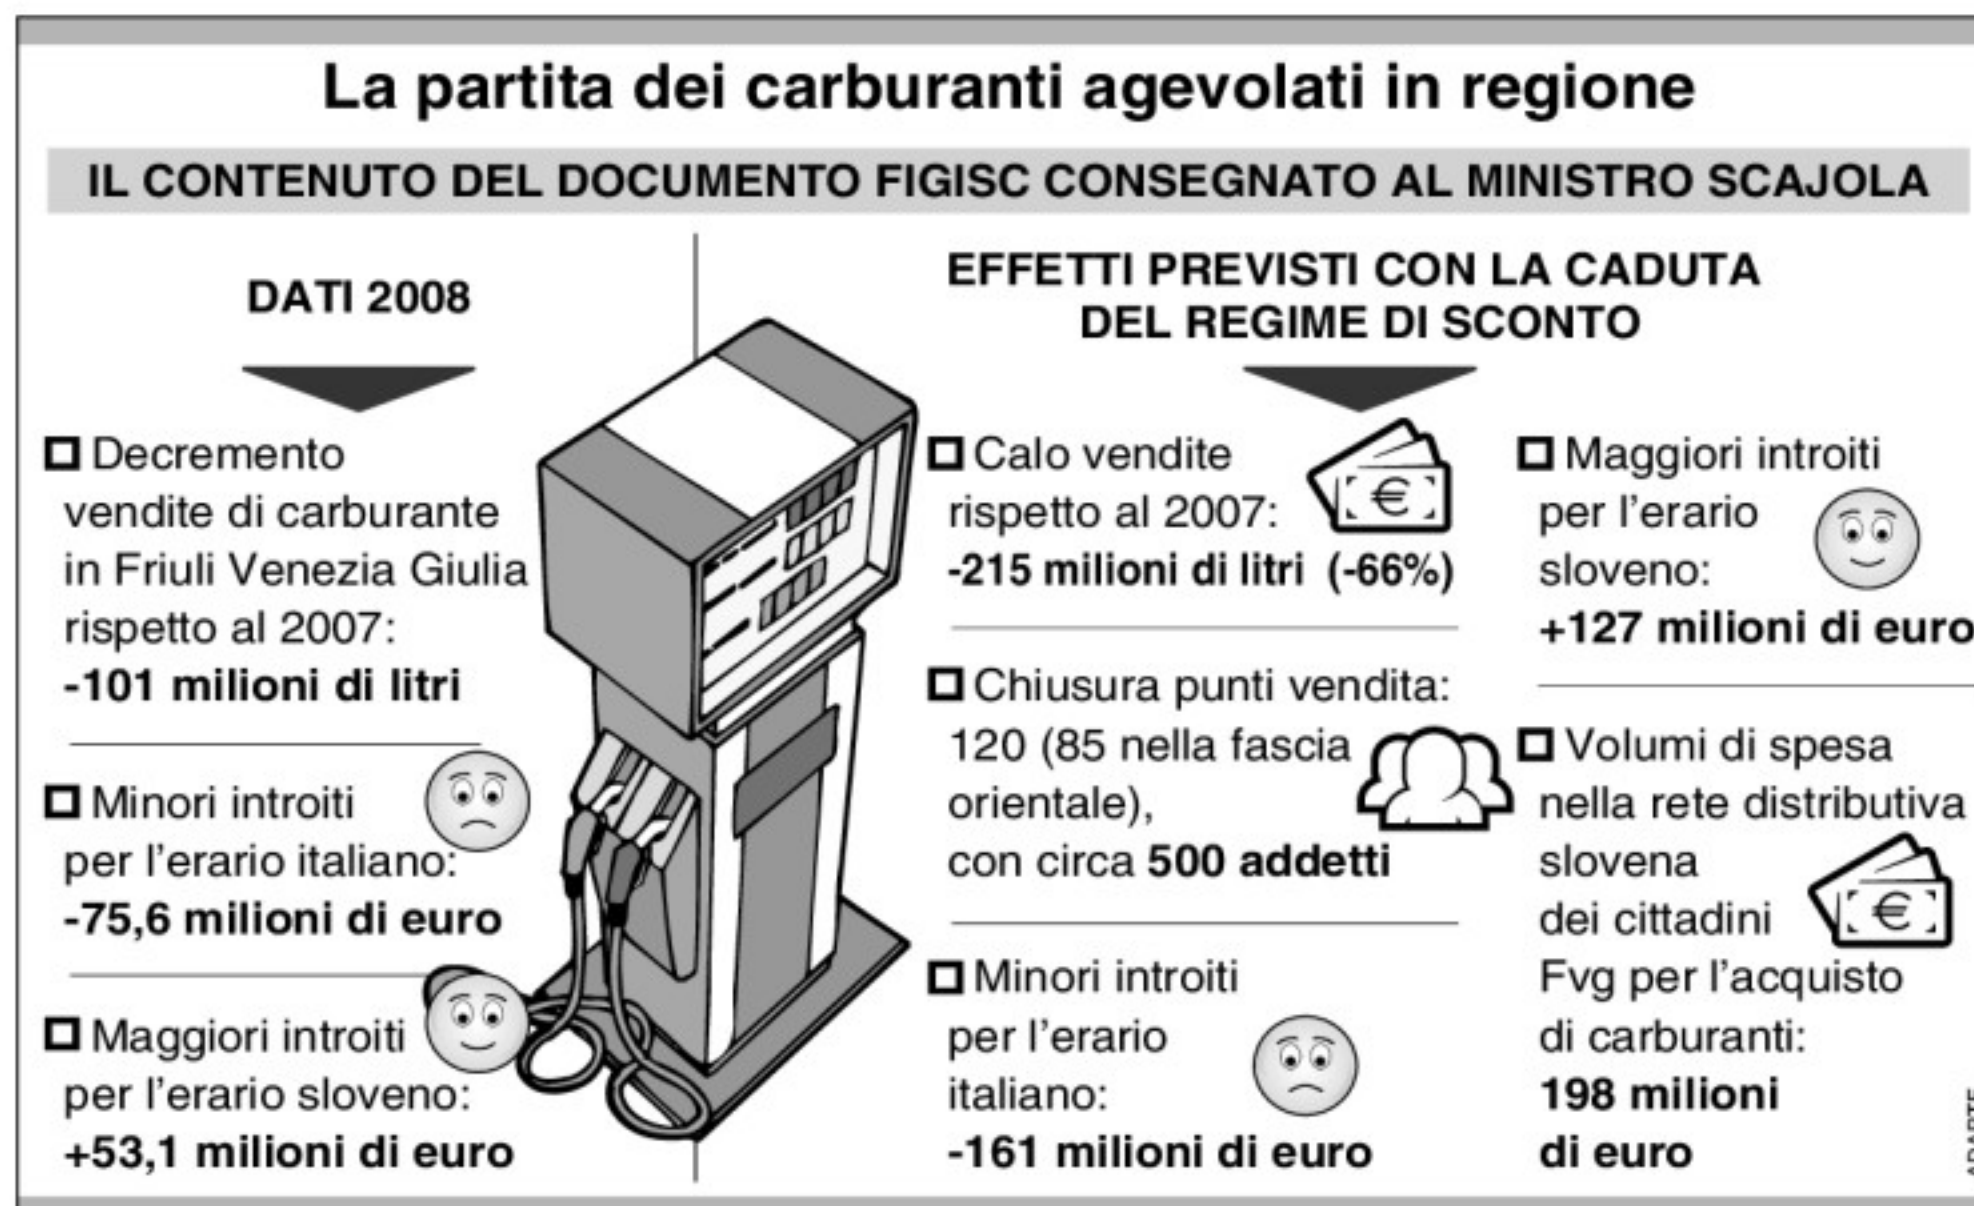 La partita dei carburanti agevolati in regione
IL CONTENUTO DEL DOCUMENTO FIGISC CONSEGNATO AL MINISTRO SCAJOLA
DATI 2008
Decremento
vendite di carburante
in Friuli Venezia Giulia
rispetto al 2007:
-101 milioni di litri
Minori introiti
per l'erario italiano:
-75,6 milioni di euro
Maggiori introiti
per l'erario sloveno:
+53,1 milioni di euro
EFFETTI PREVISTI CON LA CADUTA
DEL REGIME DI SCONTO
Calo vendite
rispetto al 2007:
-215 milioni di litri (-66%)
Chiusura punti vendita:
120 (85 nella fascia
orientale),
con circa 500 addetti
Minori introiti
per l'erario
italiano:
-161 milioni di euro
Maggiori introiti
per l'erario
sloveno:
+127 milioni di euro
Volumi di spesa
nella rete distributiva
slovena
dei cittadini
Fvg per l'acquisto
di carburanti:
198 milioni
di euro